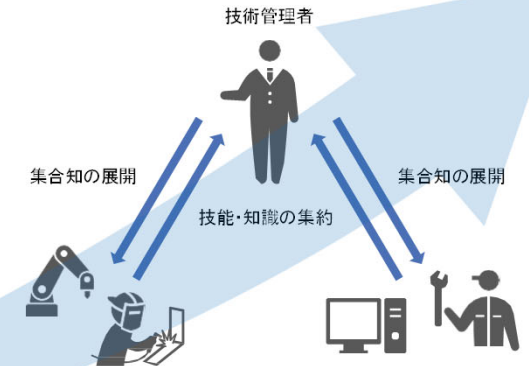 技術管理者
集合知の展開
集合知の展開
技能・知識の集約